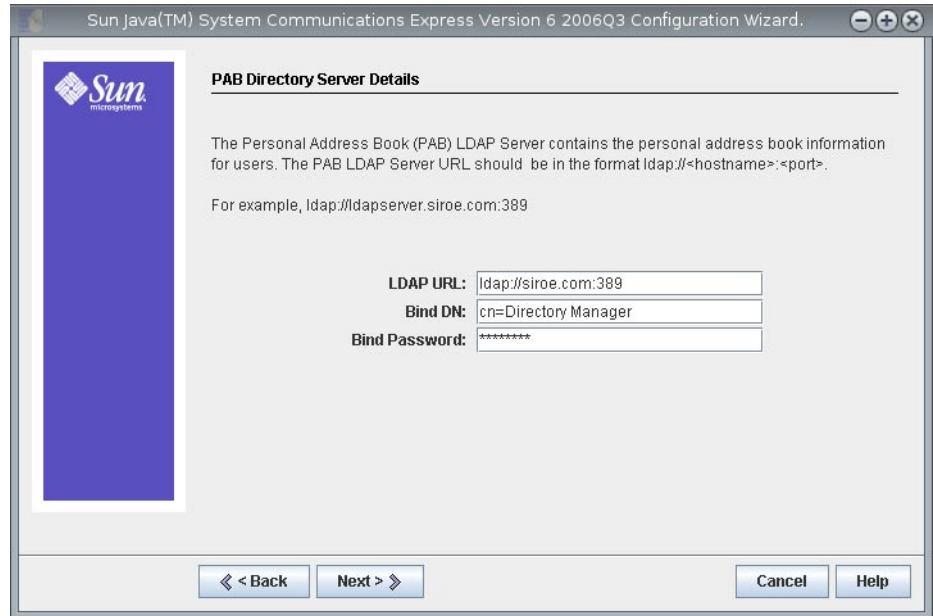 Sun Java(TM) System Communications Express Version 6 2006Q3 Configuration Wizard.
Sun
microsystems
PAB Directory Server Details
The Personal Address Book (PAB) LDAP Server contains the personal address book information
for users. The PAB LDAP Server URL should  be in the format ldap://<hostname>:<port>.
For example, ldap://ldapserver.siroe.com:389
LDAP URL: ldap://siroe.com:389
Bind DN: cn=Directory Manager
Bind Password: ********
< Back Next > Cancel Help